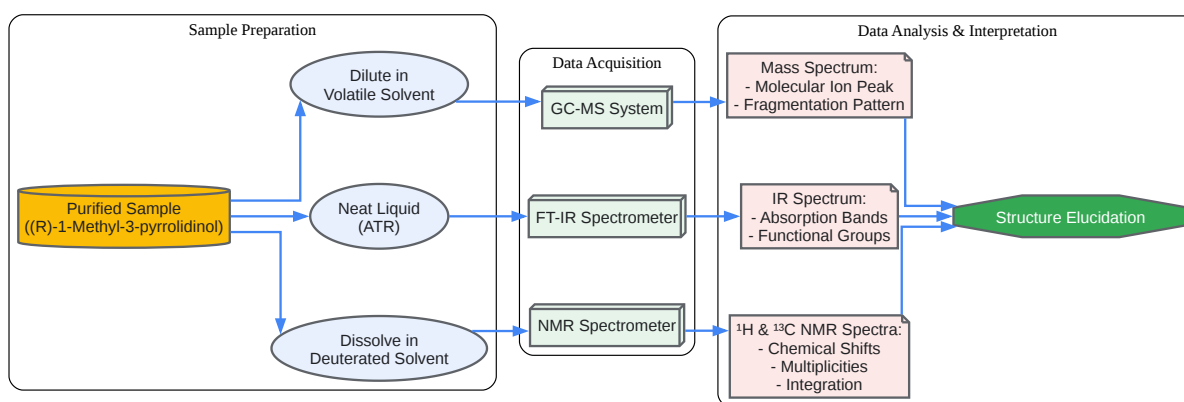 Sample Preparation
Dilute in
Volatile Solvent
Purified Sample
((R)-1-Methyl-3-pyrrolidinol)
Neat Liquid
(ATR)
Dissolve in
Deuterated Solvent
Data Acquisition
GC-MS System
FT-IR Spectrometer
NMR Spectrometer
Data Analysis & Interpretation
Mass Spectrum:
- Molecular Ion Peak
- Fragmentation Pattern
IR Spectrum:
- Absorption Bands
- Functional Groups
¹H & ¹³C NMR Spectra:
- Chemical Shifts
- Multiplicities
- Integration
Structure Elucidation